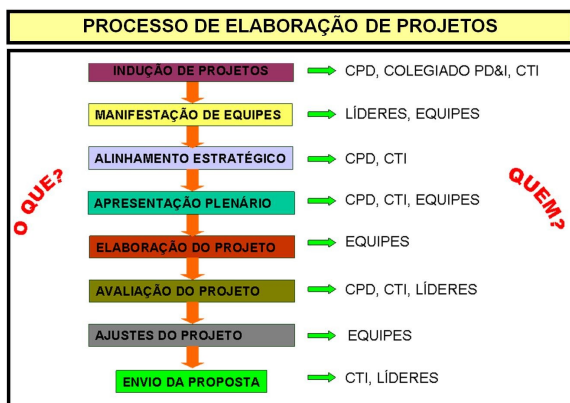 PROCESSO DE ELABORAÇÃO DE PROJETOS
INDUÇÃO DE PROJETOS CPD, COLEGIADO PD&I, CTI
MANIFESTAÇÃO DE EQUIPES LÍDERES, EQUIPES
ALINHAMENTO ESTRATÉGICO CPD, CTI
O QUE?
QUEM?
APRESENTAÇÃO PLENÁRIO CPD, CTI, EQUIPES
ELABORAÇÃO DO PROJETO EQUIPES
AVALIAÇÃO DO PROJETO CPD, CTI, LÍDERES
AJUSTES DO PROJETO EQUIPES
ENVIO DA PROPOSTA CTI, LÍDERES